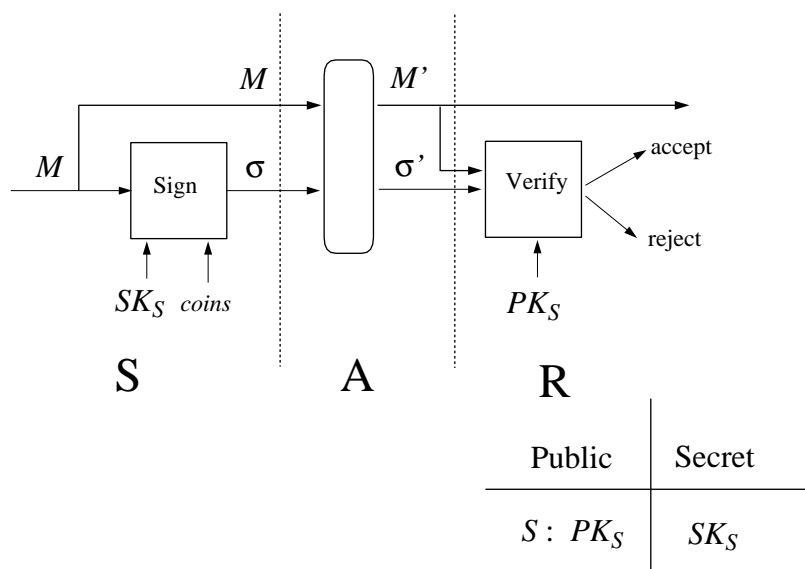 M M’
M Sign σ σ’ Verify accept
reject
SK_S coins PK_S
S A R
Public Secret
S : PK_S SK_S